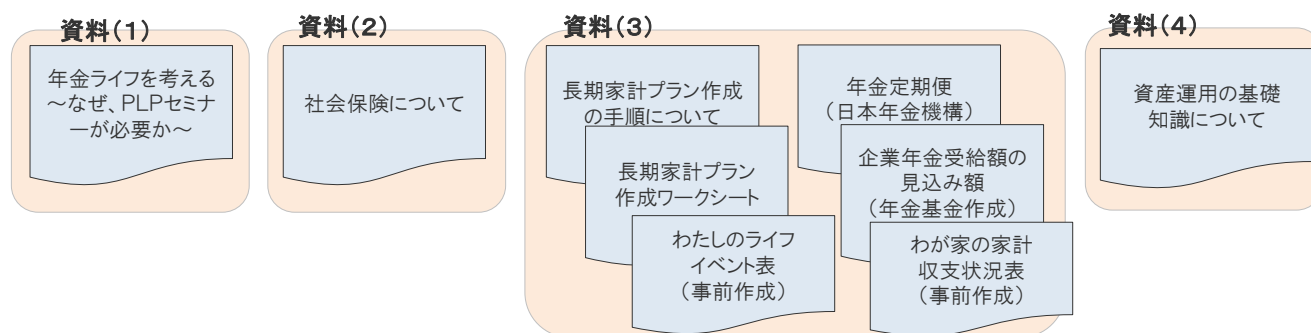 資料(1)
年金ライフを考える
～なぜ、PLPセミナ
ーが必要か～
資料(2)
社会保険について
資料(3)
長期家計プラン作成
の手順について
長期家計プラン
作成ワークシート
わたしのライフ
イベント表
(事前作成)
年金定期便
(日本年金機構)
企業年金受給額の
見込み額
(年金基金作成)
わが家の家計
収支状況表
(事前作成)
資料(4)
資産運用の基礎
知識について